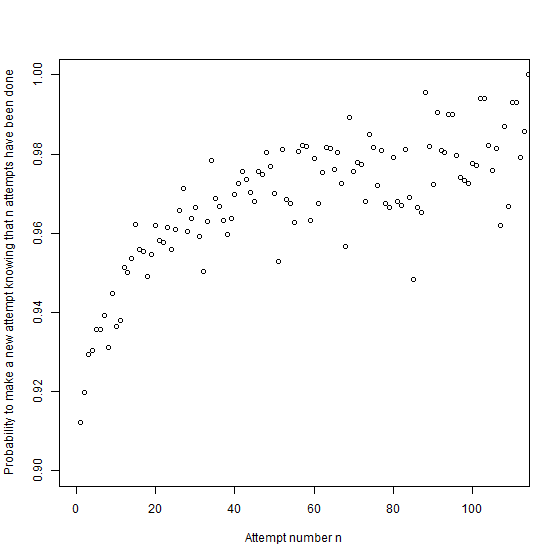 Probability to make a new attempt knowing that n attempts have been done
1.00
0.98
0.96
0.94
0.92
0.90
0 20 40 60 80 100
Attempt number n